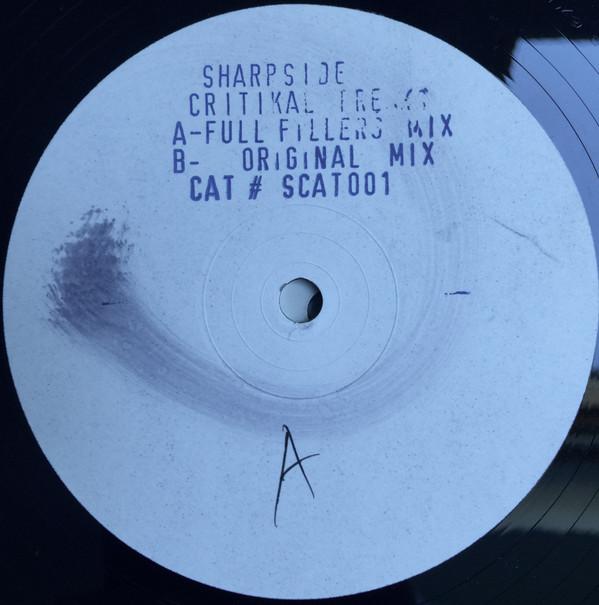 SHARPSIDE
CRITIKAL
A-FULL FILLERS MIX
B- ORIGINAL MIX
CAT # SCAT001
A